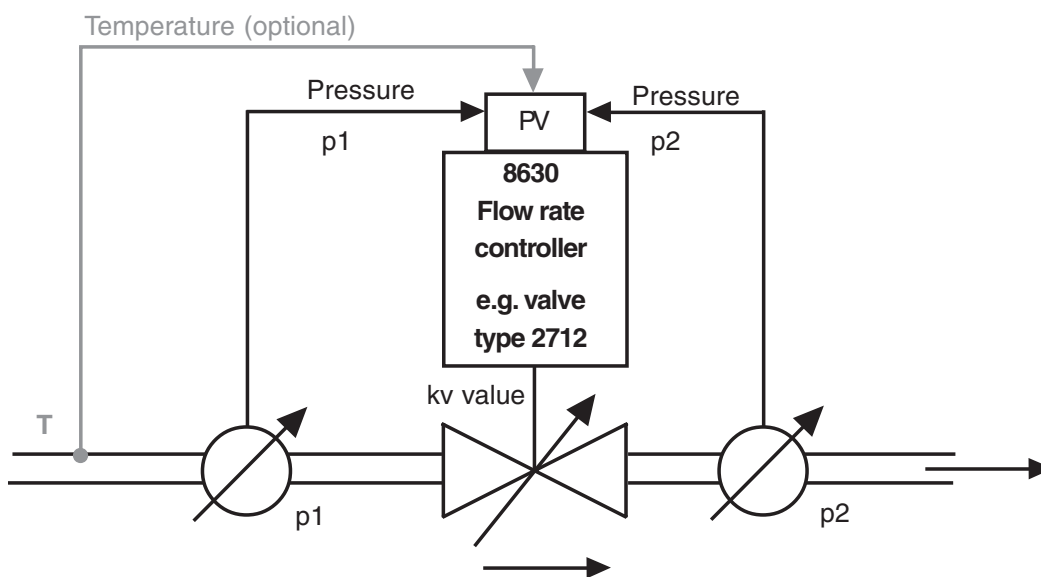 Temperature (optional)
Pressure
p1
PV
Pressure
p2
8630
Flow rate
controller
e.g. valve
type 2712
kv value
T
p1
p2